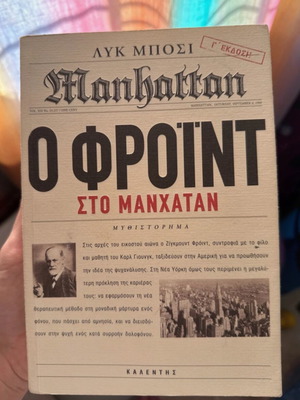 ΛΥΚ ΜΠΟΣΙ
Γ΄ ΕΚΔΟΣΗ
Manhattan
Ο ΦΡΟΪΝΤ
ΣΤΟ ΜΑΝΧΑΤΑΝ
ΜΥΘΙΣΤΟΡΗΜΑ
Στις αρχές του εικοστού αιώνα ο Ζίγκμουντ Φρόιντ, συντροφιά με το φίλο
και μαθητή του Καρλ Γιουνγκ, ταξιδεύουν στην Αμερική για να προωθήσουν
την ιδέα της ψυχανάλυσης. Στη Νέα Υόρκη όμως τους περιμένει η μεγαλύ-
τερη πρόκληση της καριέρας
τους: να εφαρμόσουν τη νέα
θεραπευτική μέθοδο στη μοναδική μάρτυρα ενός
φόνου, που πάσχει από αμνησία, και να διεισδύ-
σουν στην ψυχή ενός κατά συρροήν δολοφόνου.
ΚΑΛΕΝΤΗΣ